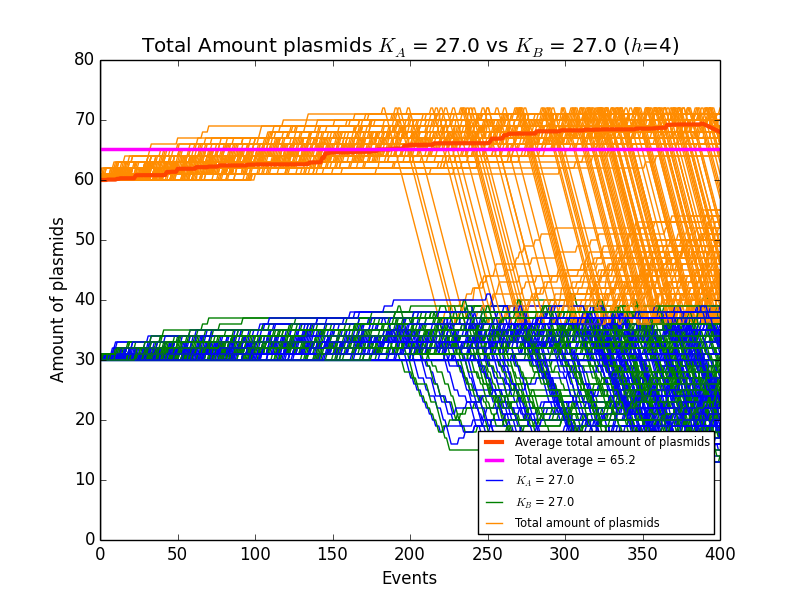 Total Amount plasmids K_A = 27.0 vs K_B = 27.0 (h=4)
80
70
60
50
40
30
20
10
0
Amount of plasmids
Average total amount of plasmids
Total average = 65.2
K_A = 27.0
K_B = 27.0
Total amount of plasmids
0 50 100 150 200 250 300 350 400
Events